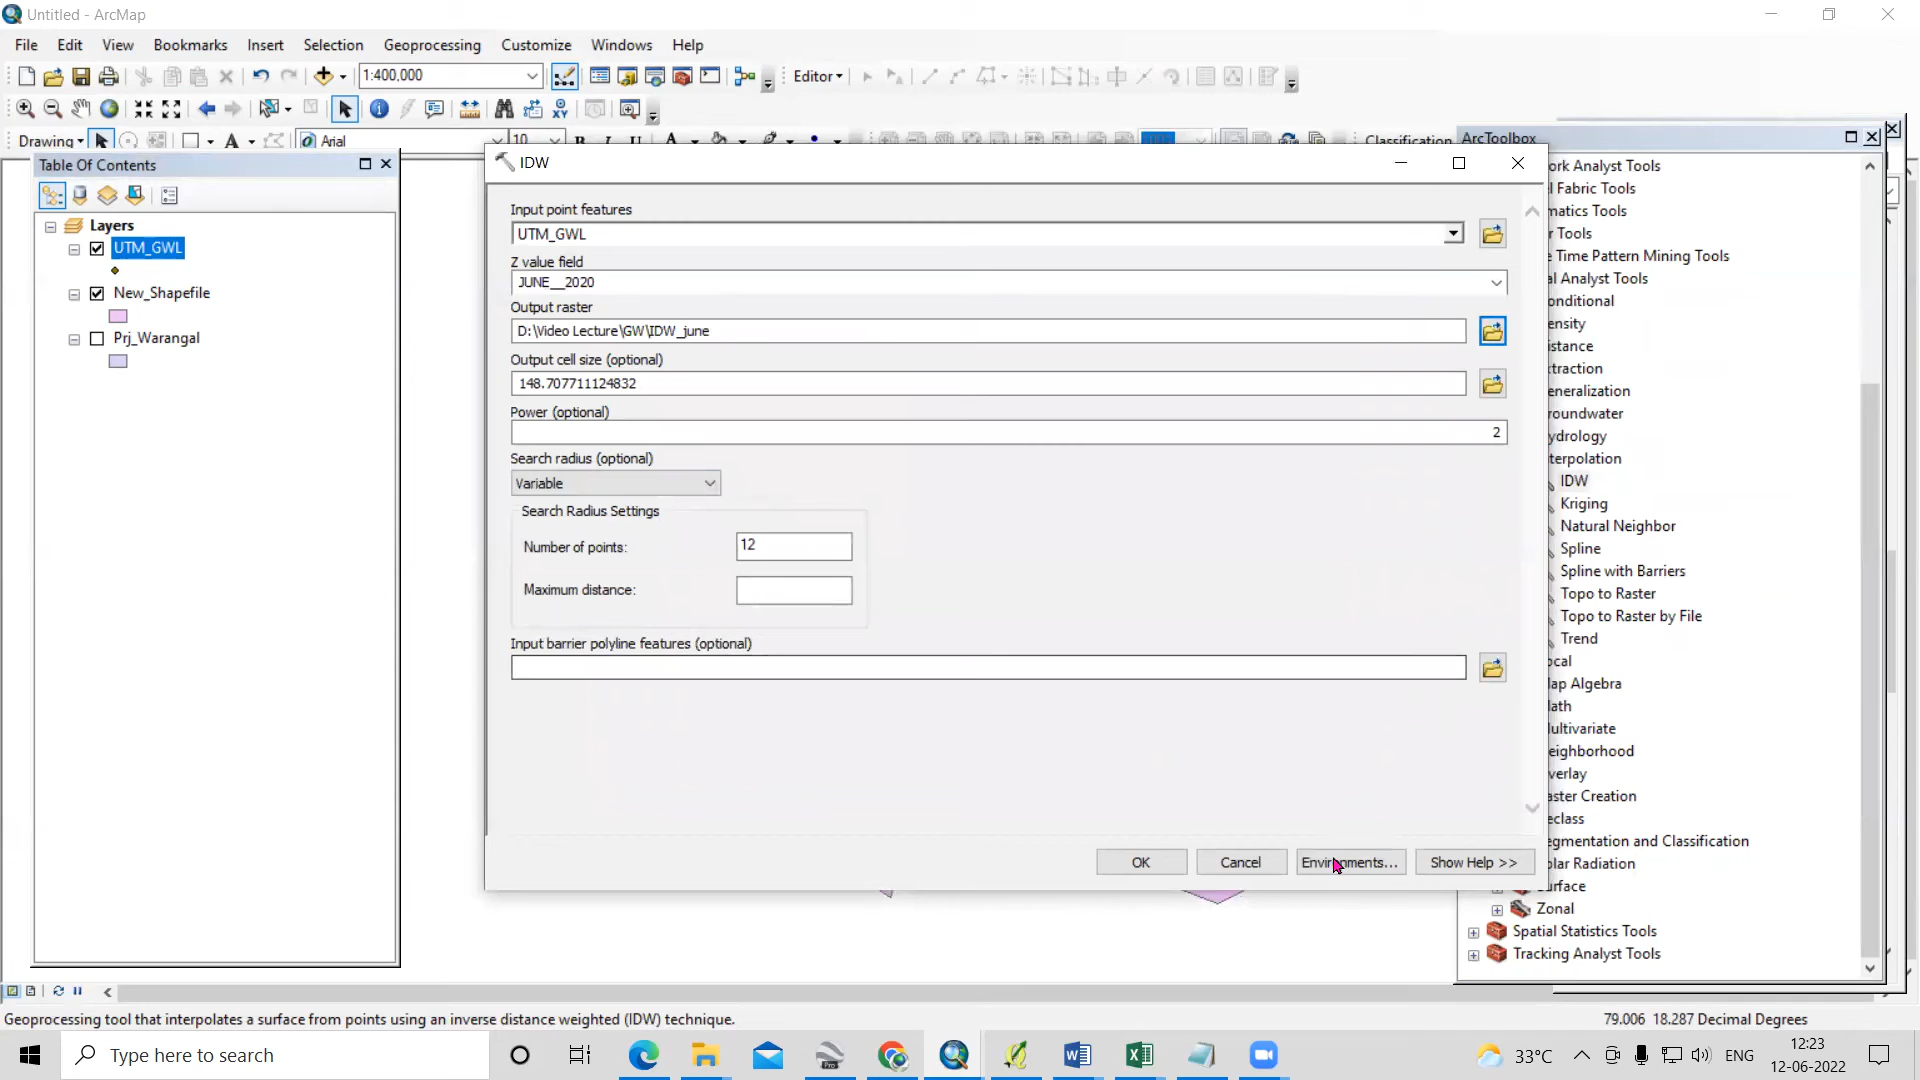 Untitled - ArcMap
File Edit View Bookmarks Insert Selection Geoprocessing Customize Windows Help
1:400,000
Editor
Drawing
Arial
10
Classification
ArcToolbox
Table Of Contents
Layers
UTM_GWL
New_Shapefile
Prj_Warangal
IDW
Input point features
UTM_GWL
Z value field
JUNE__2020
Output raster
D:\Video Lecture\GW\IDW_june
Output cell size (optional)
148.707711124832
Power (optional)
2
Search radius (optional)
Variable
Search Radius Settings
Number of points:
12
Maximum distance:
Input barrier polyline features (optional)
OK
Cancel
Environments...
Show Help >>
ork Analyst Tools
l Fabric Tools
matics Tools
r Tools
e Time Pattern Mining Tools
al Analyst Tools
onditional
ensity
istance
traction
eneralization
roundwater
ydrology
terpolation
IDW
Kriging
Natural Neighbor
Spline
Spline with Barriers
Topo to Raster
Topo to Raster by File
Trend
ocal
lap Algebra
lath
lultivariate
eighborhood
verlay
aster Creation
eclass
egmentation and Classification
olar Radiation
urface
Zonal
Spatial Statistics Tools
Tracking Analyst Tools
Geoprocessing tool that interpolates a surface from points using an inverse distance weighted (IDW) technique.
79.006 18.287 Decimal Degrees
Type here to search
Pro
33°C
ENG
12:23
12-06-2022